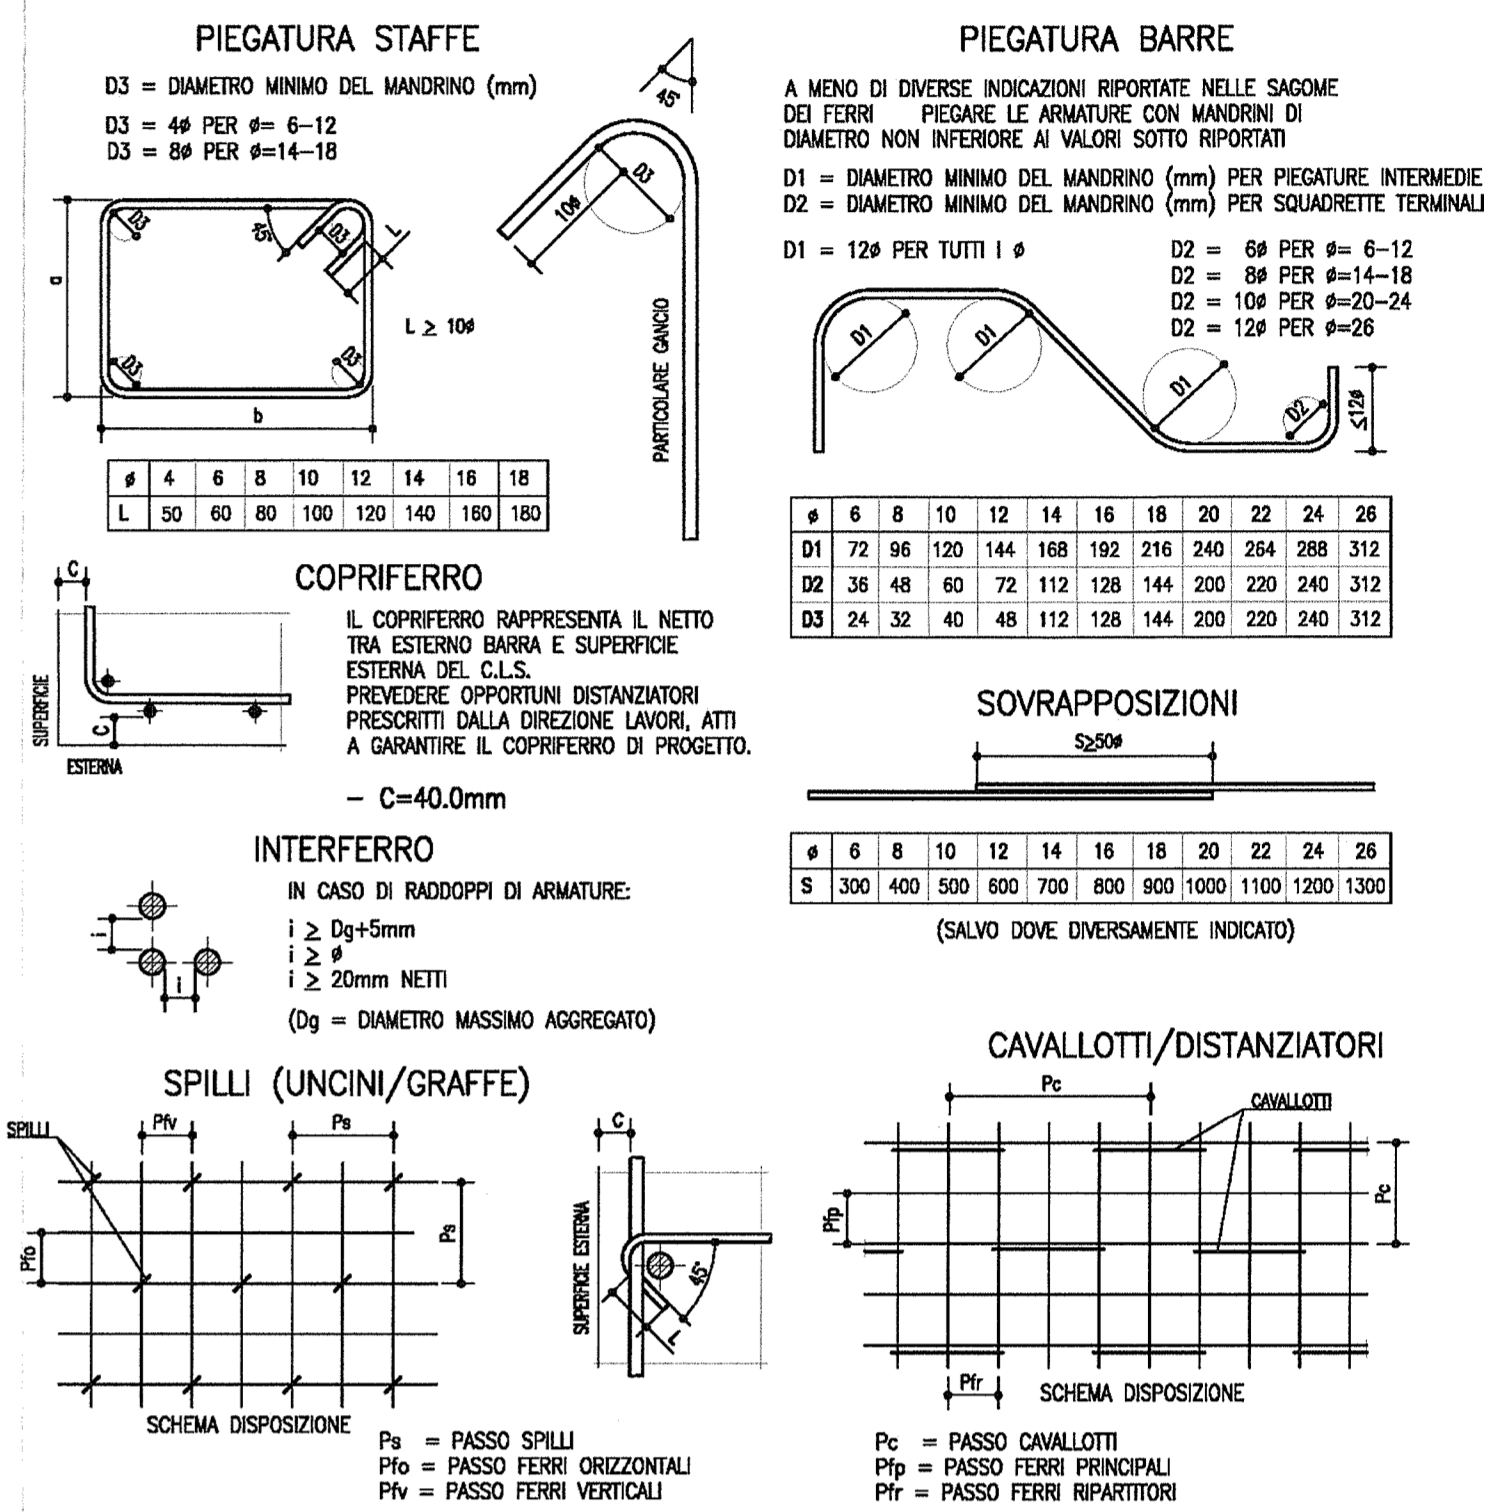 PIEGATURA STAFFE
D3 = DIAMETRO MINIMO DEL MANDRINO (mm)
D3 = 4ø PER ø= 6-12
D3 = 8ø PER ø=14-18
45°
D3
10ø
PARTICOLARE GANCIO
D3
45°
D3
L
a
L ≥ 10ø
D3
D3
b
ø 4 6 8 10 12 14 16 18
L 50 60 80 100 120 140 160 180
PIEGATURA BARRE
A MENO DI DIVERSE INDICAZIONI RIPORTATE NELLE SAGOME
DEI FERRI PIEGARE LE ARMATURE CON MANDRINI DI
DIAMETRO NON INFERIORE AI VALORI SOTTO RIPORTATI
D1 = DIAMETRO MINIMO DEL MANDRINO (mm) PER PIEGATURE INTERMEDIE
D2 = DIAMETRO MINIMO DEL MANDRINO (mm) PER SQUADRETTE TERMINALI
D1 = 12ø PER TUTTI I ø
D2 = 6ø PER ø= 6-12
D2 = 8ø PER ø=14-18
D2 = 10ø PER ø=20-24
D2 = 12ø PER ø=26
D1
D1
D1
D2
≤12ø
ø 6 8 10 12 14 16 18 20 22 24 26
D1 72 96 120 144 168 192 216 240 264 288 312
D2 36 48 60 72 112 128 144 200 220 240 312
D3 24 32 40 48 112 128 144 200 220 240 312
COPRIFERRO
C
SUPERFICIE
C
ESTERNA
IL COPRIFERRO RAPPRESENTA IL NETTO
TRA ESTERNO BARRA E SUPERFICIE
ESTERNA DEL C.L.S.
PREVEDERE OPPORTUNI DISTANZIATORI
PRESCRITTI DALLA DIREZIONE LAVORI, ATTI
A GARANTIRE IL COPRIFERRO DI PROGETTO.
- C=40.0mm
SOVRAPPOSIZIONI
S≥50ø
ø 6 8 10 12 14 16 18 20 22 24 26
S 300 400 500 600 700 800 900 1000 1100 1200 1300
(SALVO DOVE DIVERSAMENTE INDICATO)
INTERFERRO
IN CASO DI RADDOPPI DI ARMATURE:
i ≥ Dg+5mm
i ≥ ø
i ≥ 20mm NETTI
(Dg = DIAMETRO MASSIMO AGGREGATO)
i
i
SPILLI (UNCINI/GRAFFE)
SPILLI
Pfv
Ps
Pfo
Ps
SCHEMA DISPOSIZIONE
C
SUPERFICIE ESTERNA
45°
L
Ps = PASSO SPILLI
Pfo = PASSO FERRI ORIZZONTALI
Pfv = PASSO FERRI VERTICALI
CAVALLOTTI/DISTANZIATORI
Pc
CAVALLOTTI
Pfp
Pc
Pfr
SCHEMA DISPOSIZIONE
Pc = PASSO CAVALLOTTI
Pfp = PASSO FERRI PRINCIPALI
Pfr = PASSO FERRI RIPARTITORI